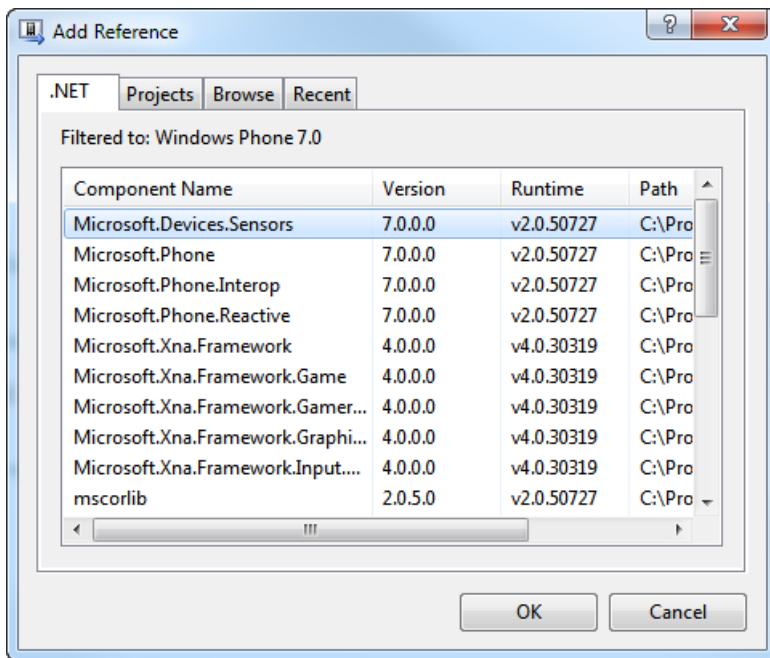 Add Reference
.NET Projects Browse Recent
Filtered to: Windows Phone 7.0
Component Name Version Runtime Path
Microsoft.Devices.Sensors 7.0.0.0 v2.0.50727 C:\Pro
Microsoft.Phone 7.0.0.0 v2.0.50727 C:\Pro
Microsoft.Phone.Interop 7.0.0.0 v2.0.50727 C:\Pro
Microsoft.Phone.Reactive 7.0.0.0 v2.0.50727 C:\Pro
Microsoft.Xna.Framework 4.0.0.0 v4.0.30319 C:\Pro
Microsoft.Xna.Framework.Game 4.0.0.0 v4.0.30319 C:\Pro
Microsoft.Xna.Framework.Gamer... 4.0.0.0 v4.0.30319 C:\Pro
Microsoft.Xna.Framework.Graphi... 4.0.0.0 v4.0.30319 C:\Pro
Microsoft.Xna.Framework.Input.... 4.0.0.0 v4.0.30319 C:\Pro
mscorlib 2.0.5.0 v2.0.50727 C:\Pro
OK Cancel